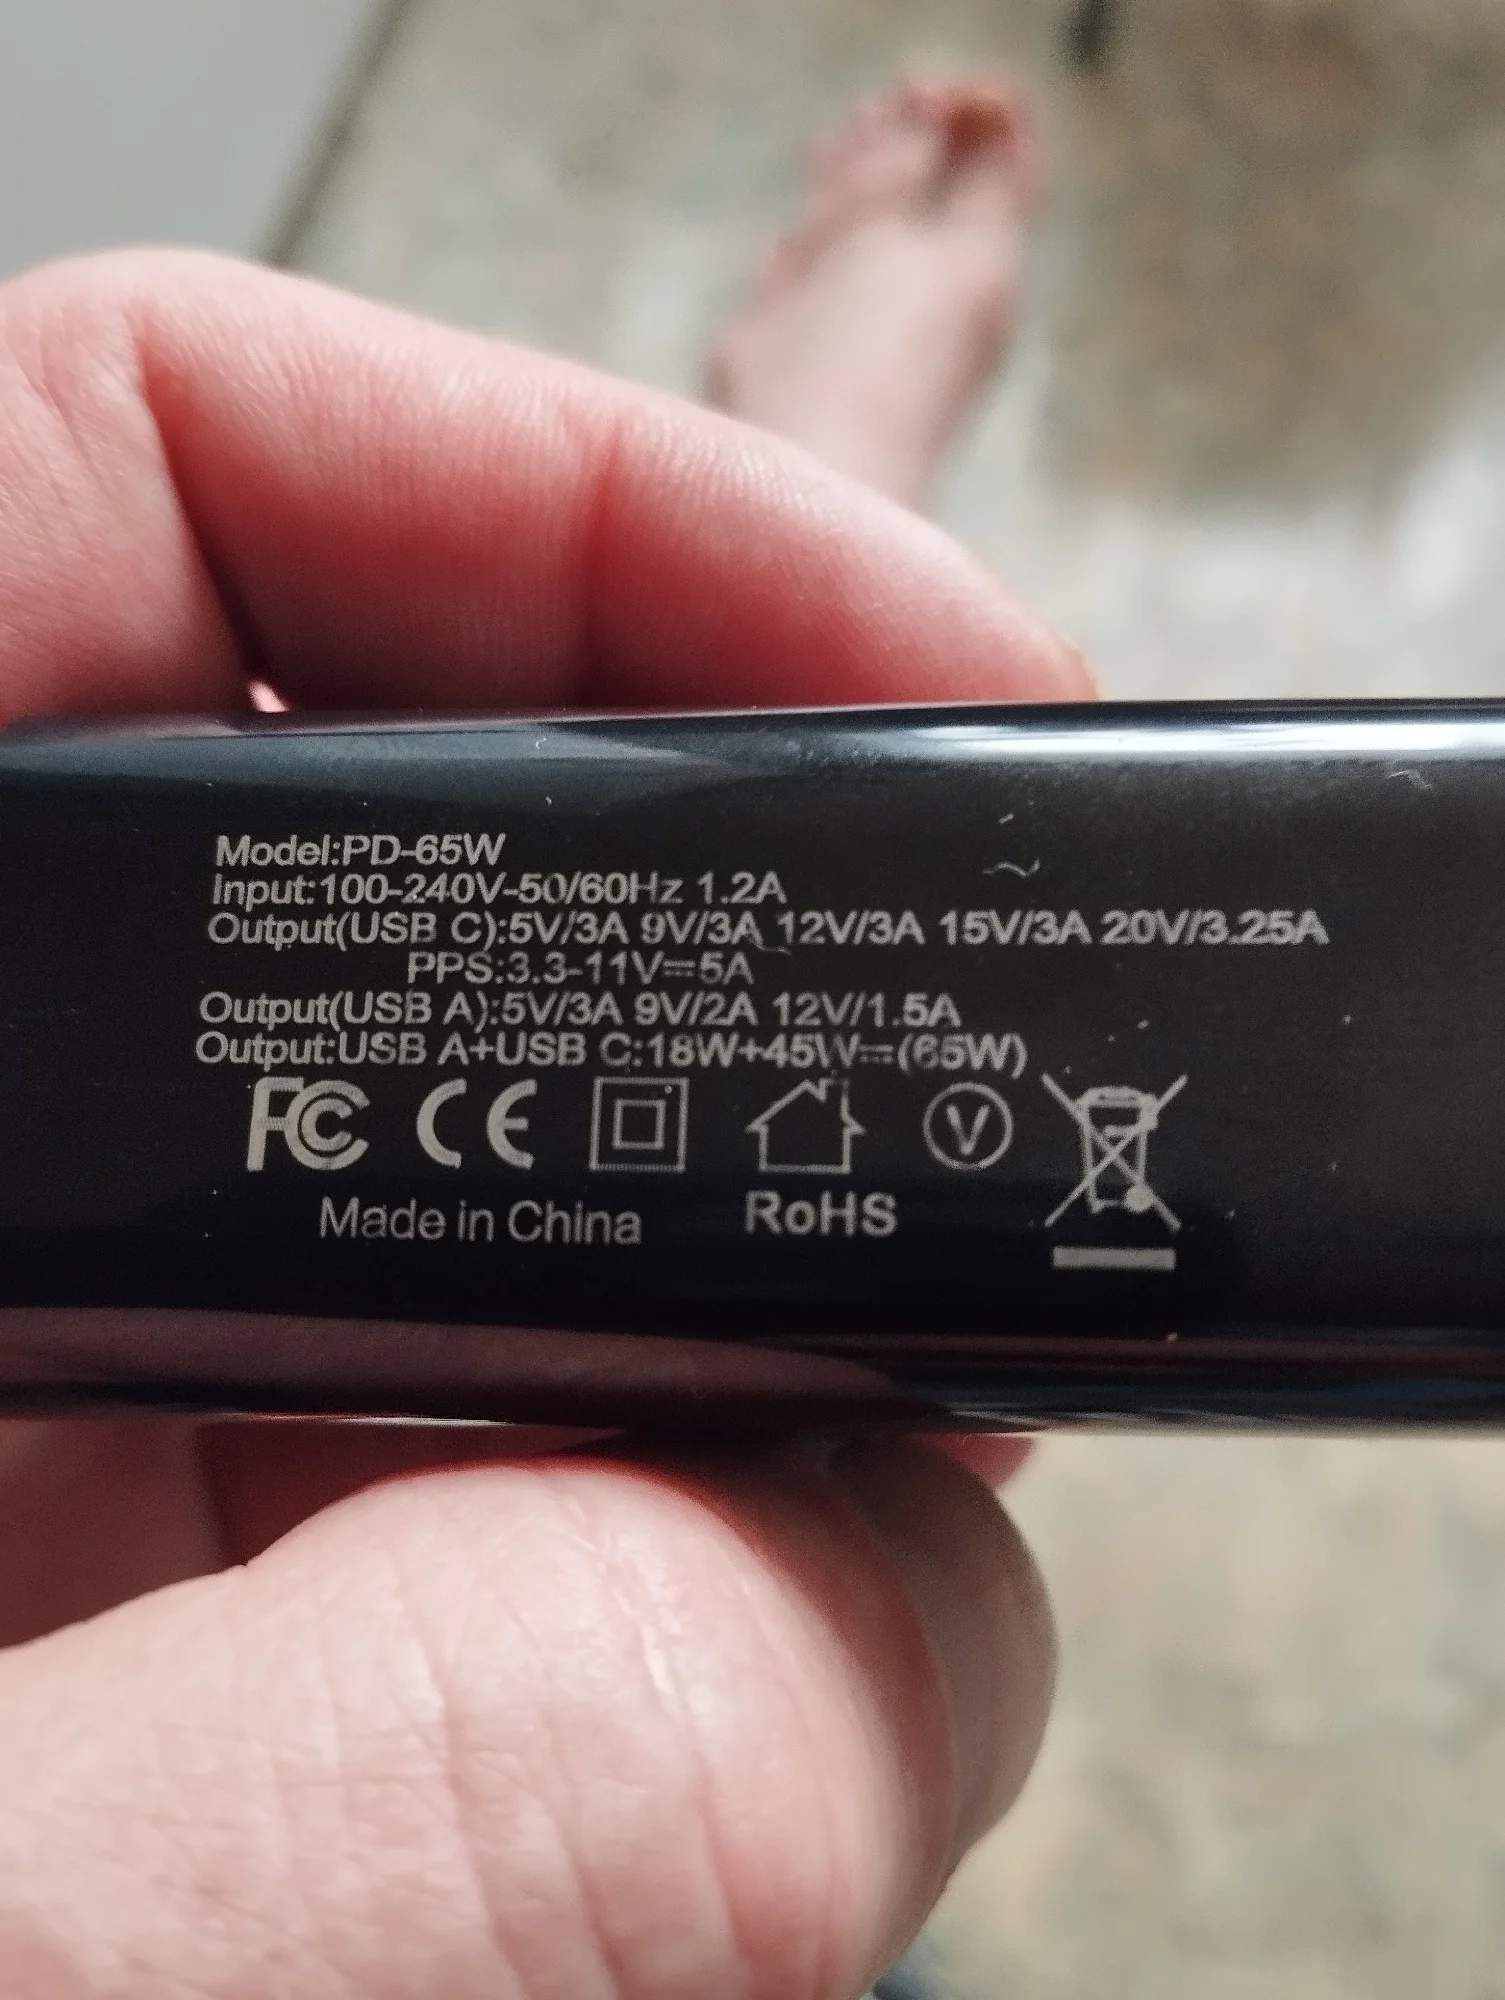 Model:PD-65W
Input:100-240V-50/60Hz 1.2A
Output(USB C):5V/3A 9V/3A 12V/3A 15V/3A 20V/3.25A
PPS:3.3-11V⎓5A
Output(USB A):5V/3A 9V/2A 12V/1.5A
Output:USB A+USB C:18W+45W⎓(65W)
FC CE V
Made in China RoHS